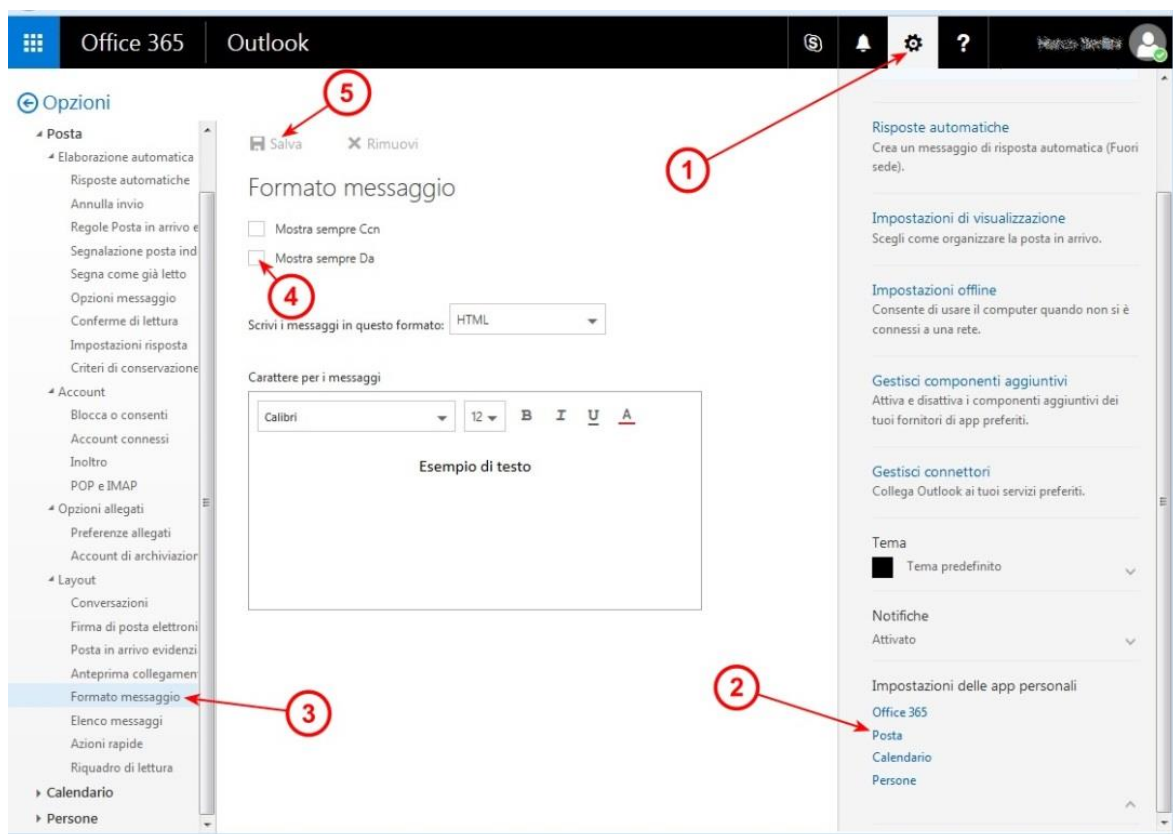 Office 365 Outlook
Opzioni
Posta
Elaborazione automatica
Risposte automatiche
Annulla invio
Regole Posta in arrivo e
Segnalazione posta ind
Segna come già letto
Opzioni messaggio
Conferme di lettura
Impostazioni risposta
Criteri di conservazione
Account
Blocca o consenti
Account connessi
Inoltro
POP e IMAP
Opzioni allegati
Preferenze allegati
Account di archiviazior
Layout
Conversazioni
Firma di posta elettroni
Posta in arrivo evidenzi
Anteprima collegamen
Formato messaggio
Elenco messaggi
Azioni rapide
Riquadro di lettura
Calendario
Persone
5
Salva Rimuovi
Formato messaggio
Mostra sempre Ccn
Mostra sempre Da
4
Scrivi i messaggi in questo formato: HTML
Carattere per i messaggi
Calibri 12 B I U A
Esempio di testo
3
1
2
Risposte automatiche
Crea un messaggio di risposta automatica (Fuori
sede).
Impostazioni di visualizzazione
Scegli come organizzare la posta in arrivo.
Impostazioni offline
Consente di usare il computer quando non si è
connessi a una rete.
Gestisci componenti aggiuntivi
Attiva e disattiva i componenti aggiuntivi dei
tuoi fornitori di app preferiti.
Gestisci connettori
Collega Outlook ai tuoi servizi preferiti.
Tema
Tema predefinito
Notifiche
Attivato
Impostazioni delle app personali
Office 365
Posta
Calendario
Persone